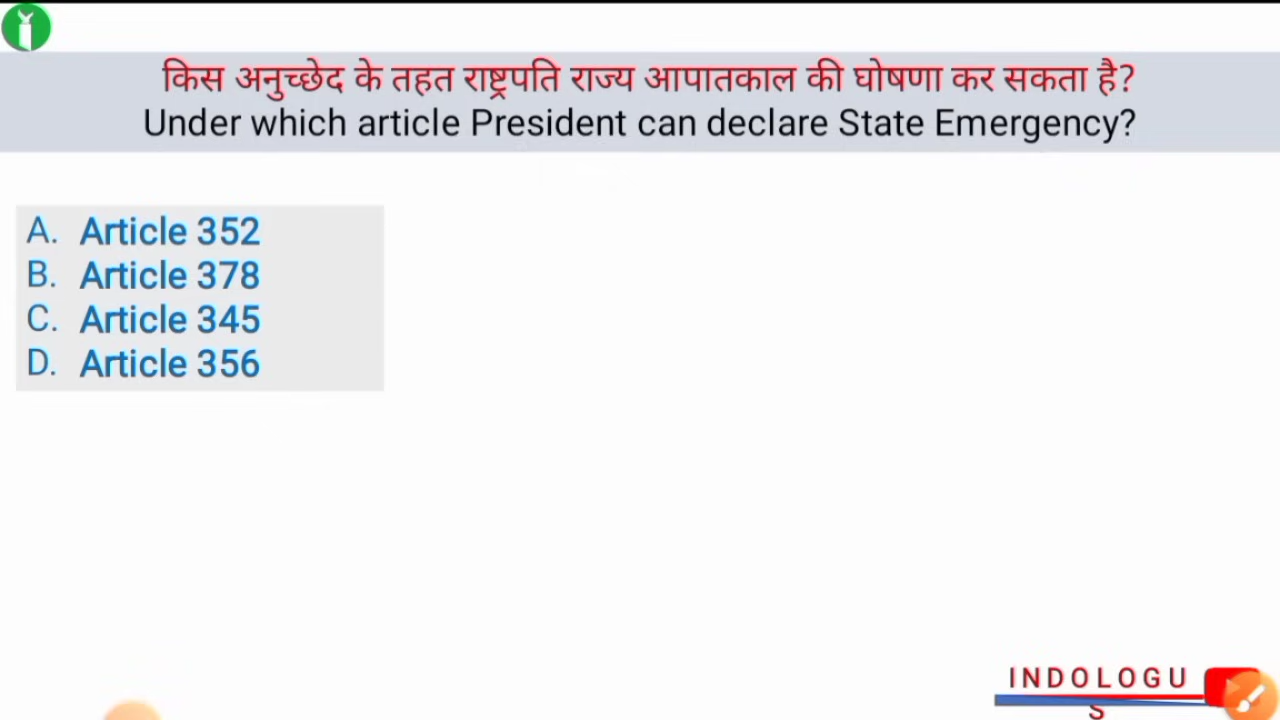 किस अनुच्छेद के तहत राष्ट्रपति राज्य आपातकाल की घोषणा कर सकता है?
Under which article President can declare State Emergency?
A. Article 352
B. Article 378
C. Article 345
D. Article 356
INDOLOGU
S